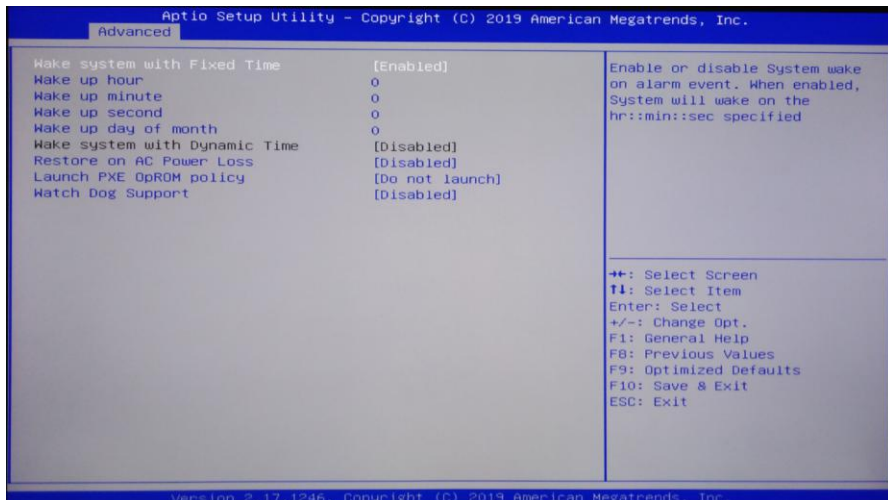 Aptio Setup Utility – Copyright (C) 2019 American Megatrends, Inc.
Advanced
Wake system with Fixed Time [Enabled]
Wake up hour 0
Wake up minute 0
Wake up second 0
Wake up day of month 0
Wake system with Dynamic Time [Disabled]
Restore on AC Power Loss [Disabled]
Launch PXE OpROM policy [Do not launch]
Watch Dog Support [Disabled]
Enable or disable System wake
on alarm event. When enabled,
System will wake on the
hr::min::sec specified
→←: Select Screen
↑↓: Select Item
Enter: Select
+/-: Change Opt.
F1: General Help
F8: Previous Values
F9: Optimized Defaults
F10: Save & Exit
ESC: Exit
Version 2.17.1246. Copyright (C) 2019 American Megatrends, Inc.